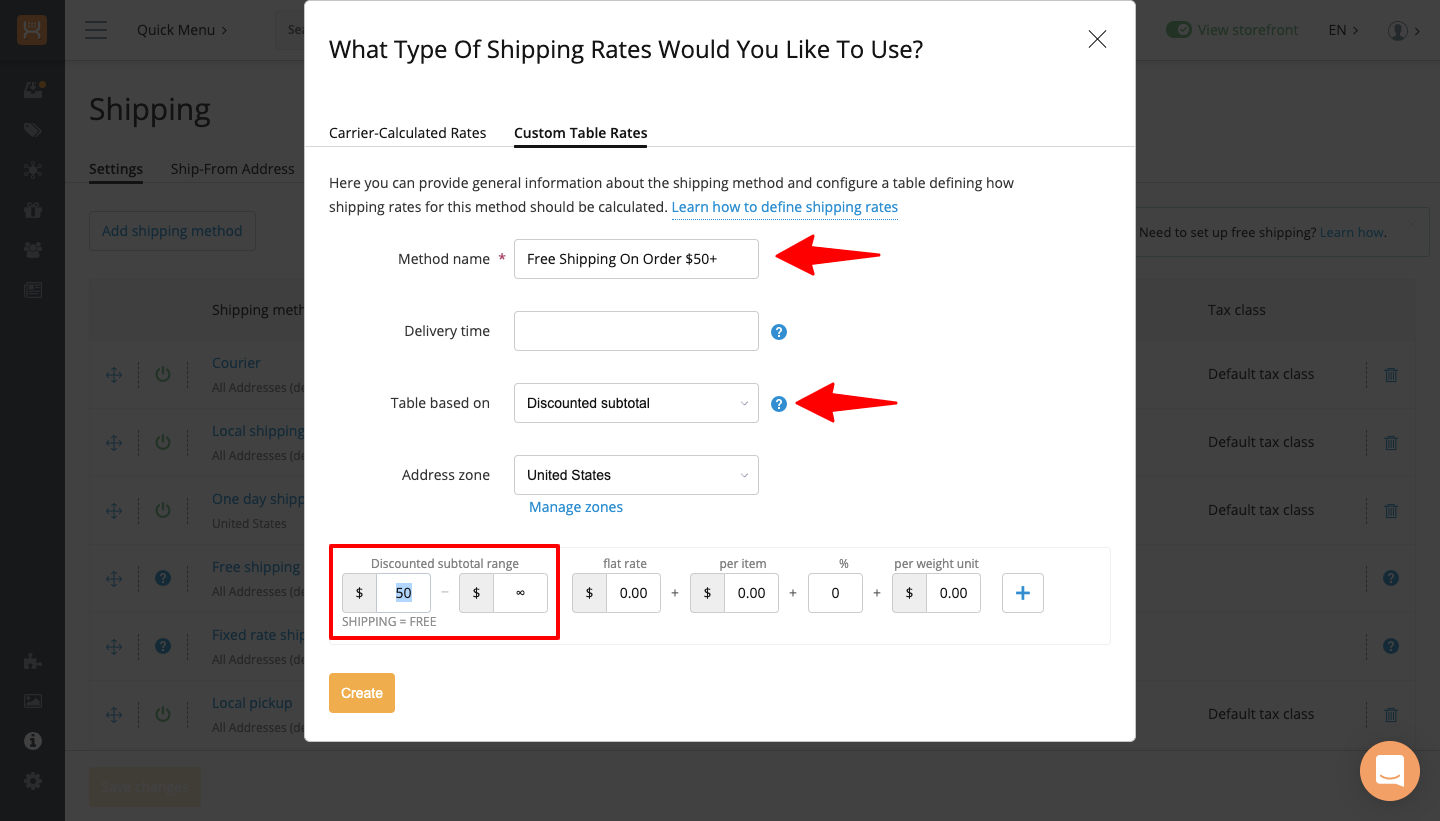 Quick Menu
Sea
View storefront
EN
What Type Of Shipping Rates Would You Like To Use?
Shipping
Settings
Ship-From Address
Carrier-Calculated Rates
Custom Table Rates
Here you can provide general information about the shipping method and configure a table defining how
shipping rates for this method should be calculated. Learn how to define shipping rates
Add shipping method
Need to set up free shipping? Learn how.
Method name * Free Shipping On Order $50+
Delivery time ?
Table based on Discounted subtotal ?
Address zone United States
Manage zones
Shipping meth
Tax class
Courier
All Addresses (de
Default tax class
Local shipping
All Addresses (de
Default tax class
One day shipp
United States
Default tax class
Free shipping
All Addresses (de
Fixed rate ship
All Addresses (de
Local pickup
All Addresses (de
Default tax class
Discounted subtotal range flat rate per item % per weight unit
$ 50 – $ ∞ $ 0.00 + $ 0.00 + 0 + $ 0.00 +
SHIPPING = FREE
Create
Save changes